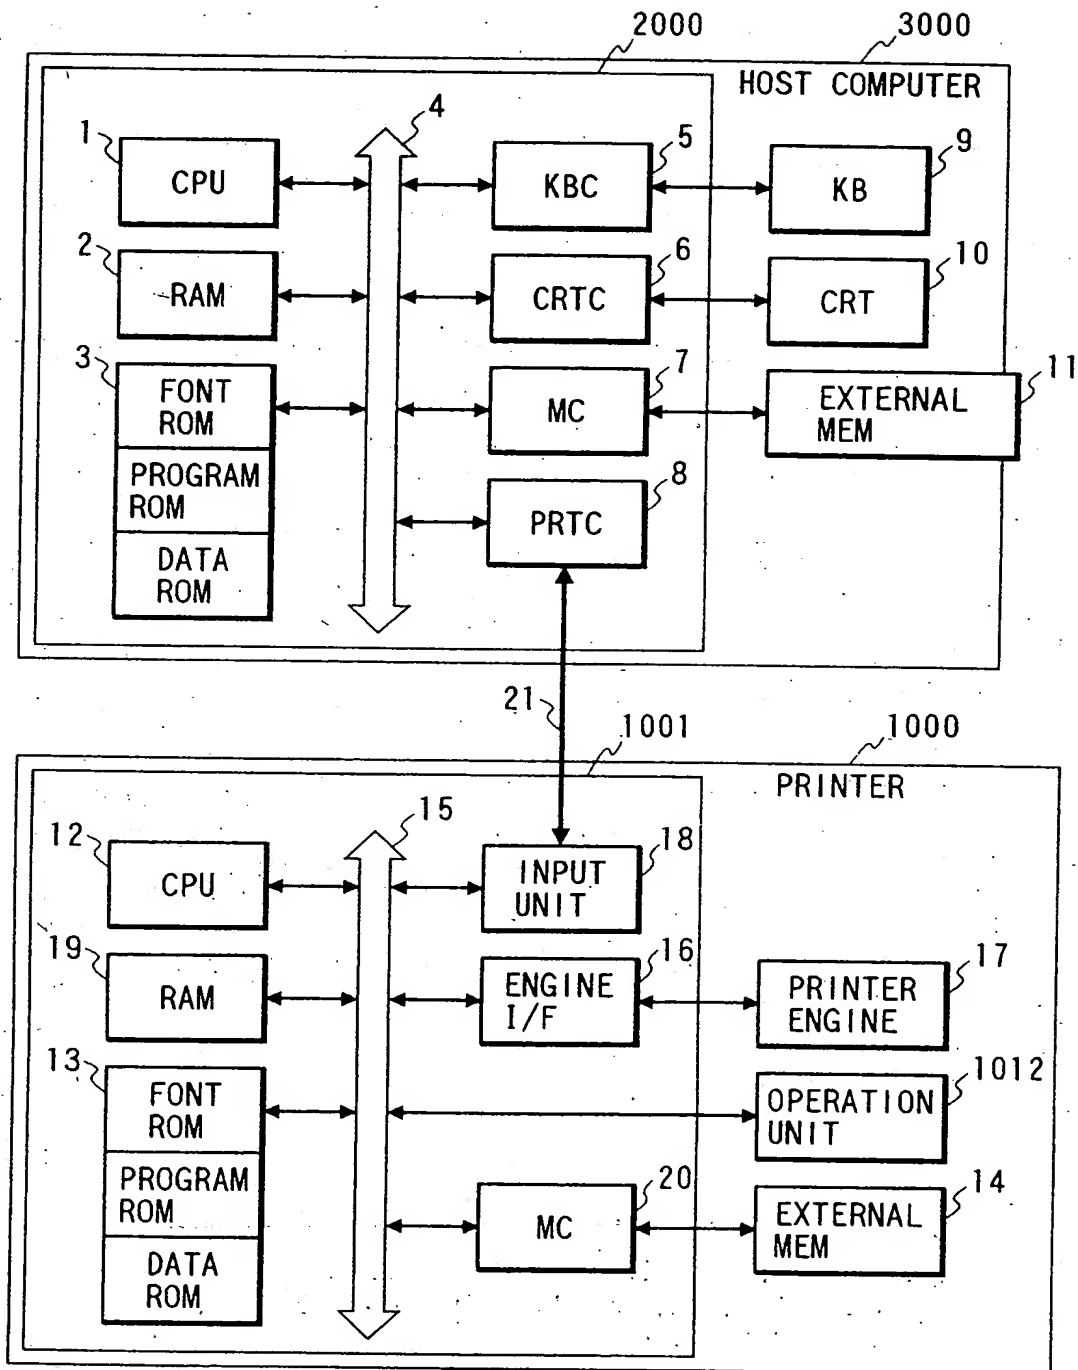 2000
3000
HOST COMPUTER
1
CPU
4
5
KBC
9
KB
2
RAM
6
CRTC
10
CRT
3
FONT
ROM
7
MC
11
EXTERNAL
MEM
PROGRAM
ROM
8
PRTC
DATA
ROM
21
1001
1000
PRINTER
12
CPU
15
18
INPUT
UNIT
19
RAM
16
ENGINE
I/F
17
PRINTER
ENGINE
13
FONT
ROM
1012
OPERATION
UNIT
PROGRAM
ROM
20
MC
14
EXTERNAL
MEM
DATA
ROM